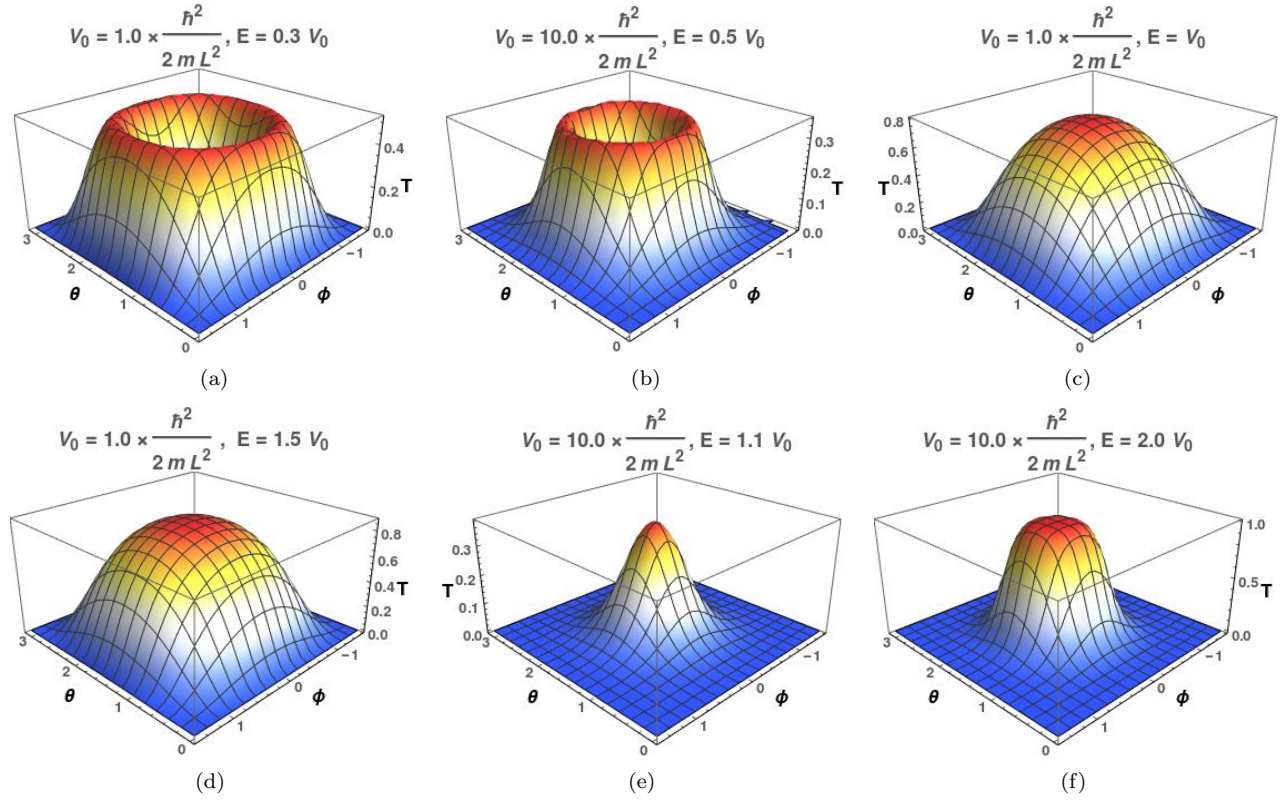 V₀ = 1.0 × ħ² / 2 m L² , E = 0.3 V₀
0.4
0.2
0.0
T
3
2
1
0
θ
−1
0
1
ϕ
(a)
V₀ = 10.0 × ħ² / 2 m L² , E = 0.5 V₀
0.3
0.2
0.1
0.0
T
3
2
1
0
θ
−1
0
1
ϕ
(b)
V₀ = 1.0 × ħ² / 2 m L² , E = V₀
0.8
0.6
0.4
0.2
0.0
T
3
2
1
0
θ
−1
0
1
ϕ
(c)
V₀ = 1.0 × ħ² / 2 m L² , E = 1.5 V₀
0.8
0.6
0.4
0.2
0.0
T
3
2
1
0
θ
−1
0
1
ϕ
(d)
V₀ = 10.0 × ħ² / 2 m L² , E = 1.1 V₀
0.3
0.2
0.1
0.0
T
3
2
1
0
θ
−1
0
1
ϕ
(e)
V₀ = 10.0 × ħ² / 2 m L² , E = 2.0 V₀
1.0
0.5
0.0
T
3
2
1
0
θ
−1
0
1
ϕ
(f)